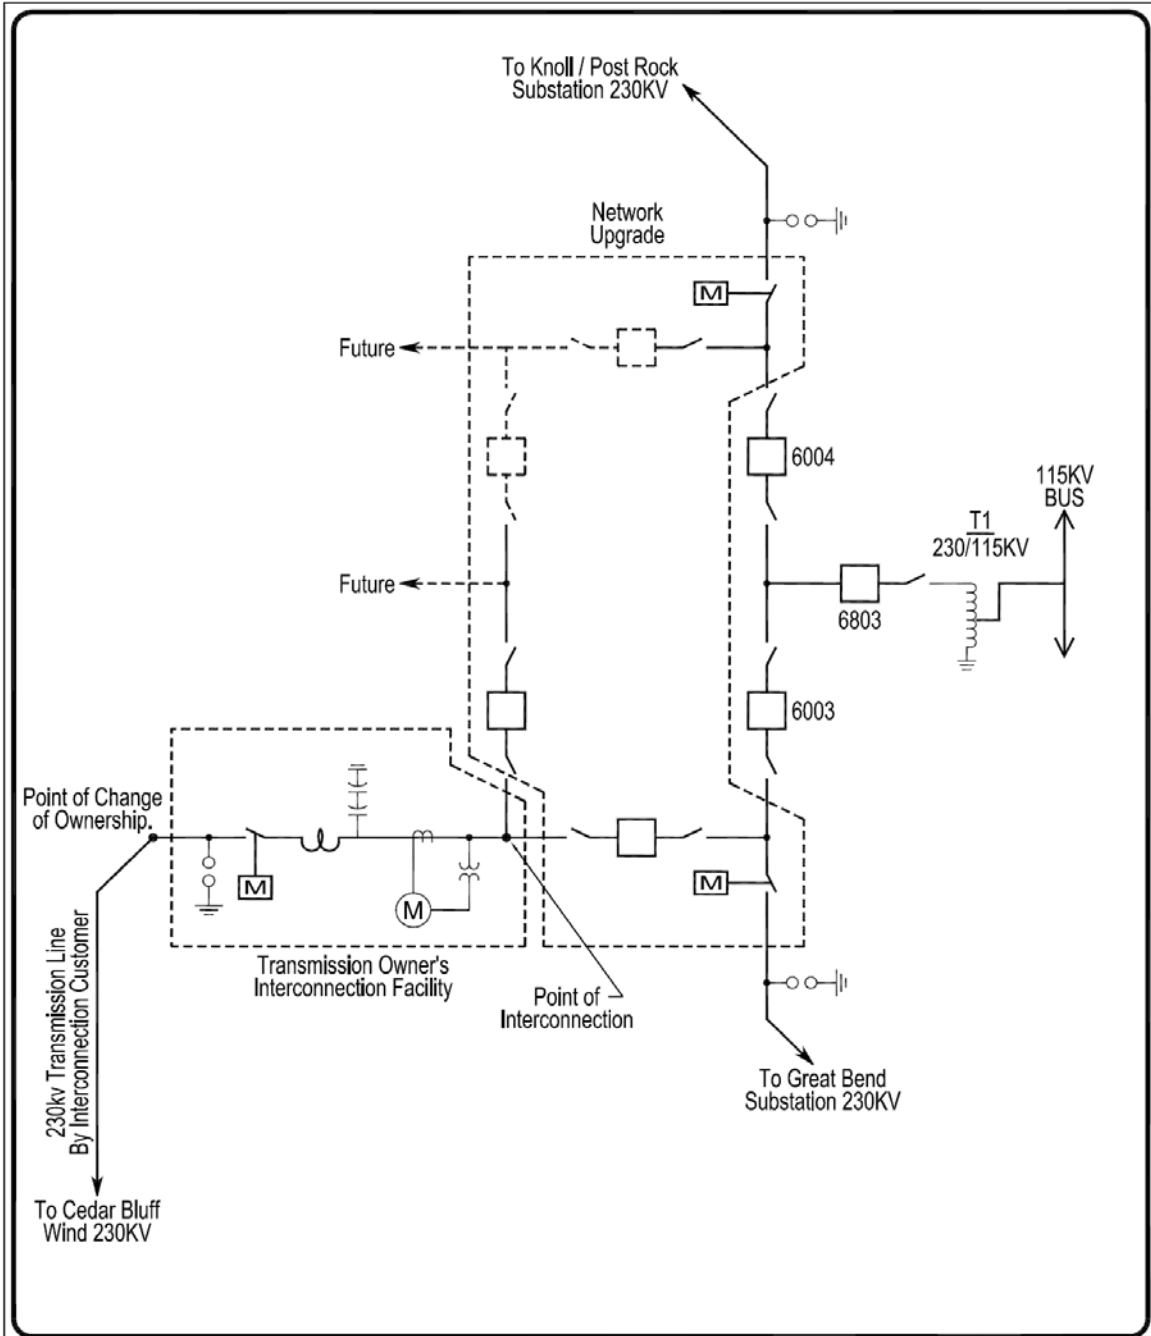 To Knoll / Post Rock
Substation 230KV
Network
Upgrade
M
Future
6004
115KV
BUS
T1
230/115KV
Future
6803
6003
Point of Change
of Ownership.
M
M
M
Transmission Owner's
Interconnection Facility
Point of
Interconnection
230kv Transmission Line
By Interconnection Customer
To Great Bend
Substation 230KV
To Cedar Bluff
Wind 230KV